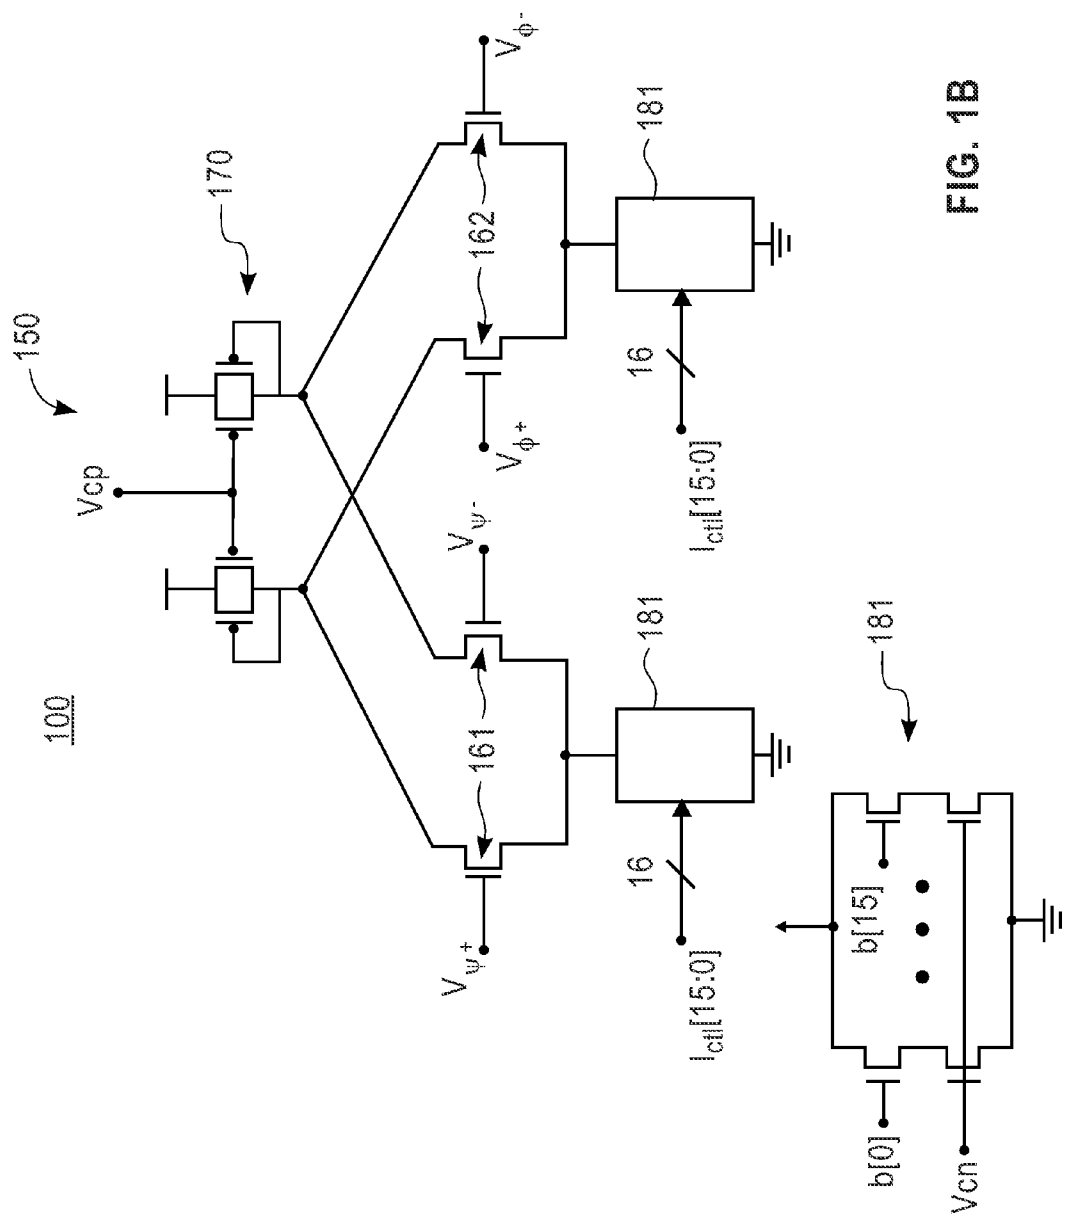 100
150
Vcp
170
Vψ+
161
Vψ-
Vϕ+
162
Vϕ-
16
181
16
181
Ictl[15:0]
Ictl[15:0]
b[0]
b[15]
Vcn
181
FIG. 1B